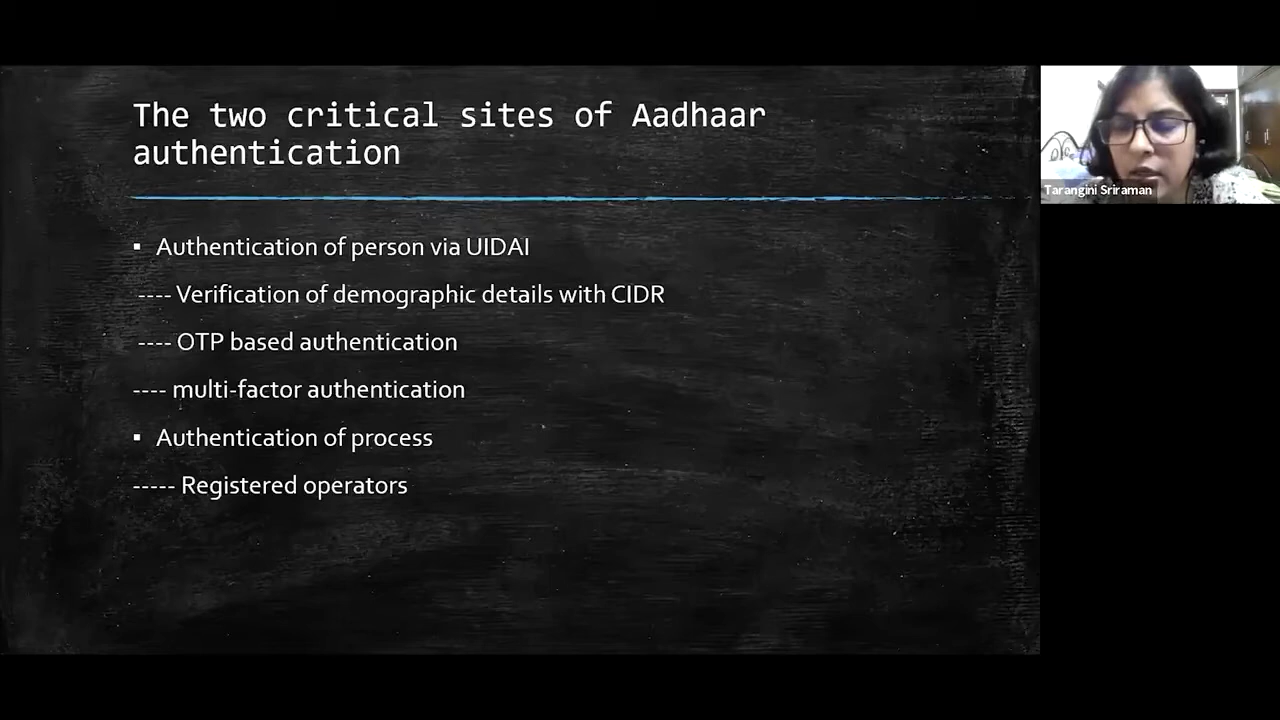 The two critical sites of Aadhaar
authentication
▪ Authentication of person via UIDAI
---- Verification of demographic details with CIDR
---- OTP based authentication
---- multi-factor authentication
▪ Authentication of process
----- Registered operators
Tarangini Sriraman